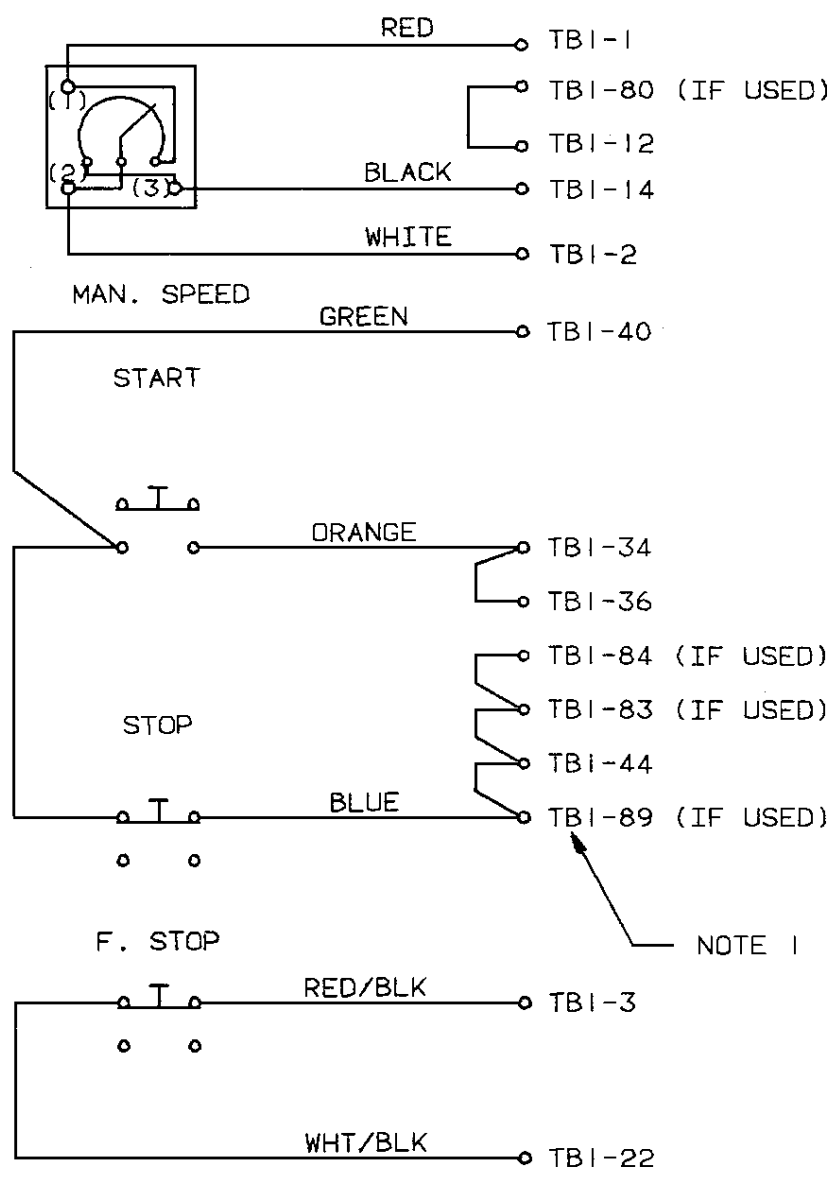 RED
TB1-1
(1)
TB1-80 (IF USED)
TB1-12
(2)
(3)
BLACK
TB1-14
WHITE
TB1-2
MAN. SPEED
GREEN
TB1-40
START
ORANGE
TB1-34
TB1-36
TB1-84 (IF USED)
STOP
TB1-83 (IF USED)
TB1-44
BLUE
TB1-89 (IF USED)
F. STOP
NOTE 1
RED/BLK
TB1-3
WHT/BLK
TB1-22